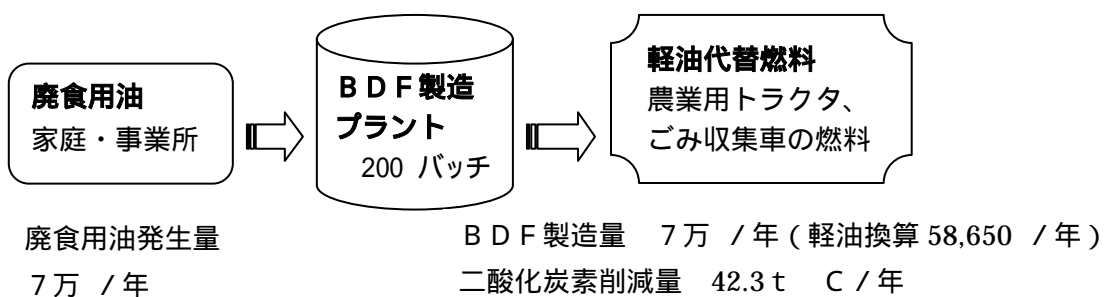 廃食用油
家庭・事業所
ＢＤＦ製造
プラント
200 バッチ
軽油代替燃料
農業用トラクタ、
ごみ収集車の燃料
廃食用油発生量
7万 /年
ＢＤＦ製造量 7万 /年(軽油換算 58,650 /年)
二酸化炭素削減量 42.3ｔ Ｃ/年